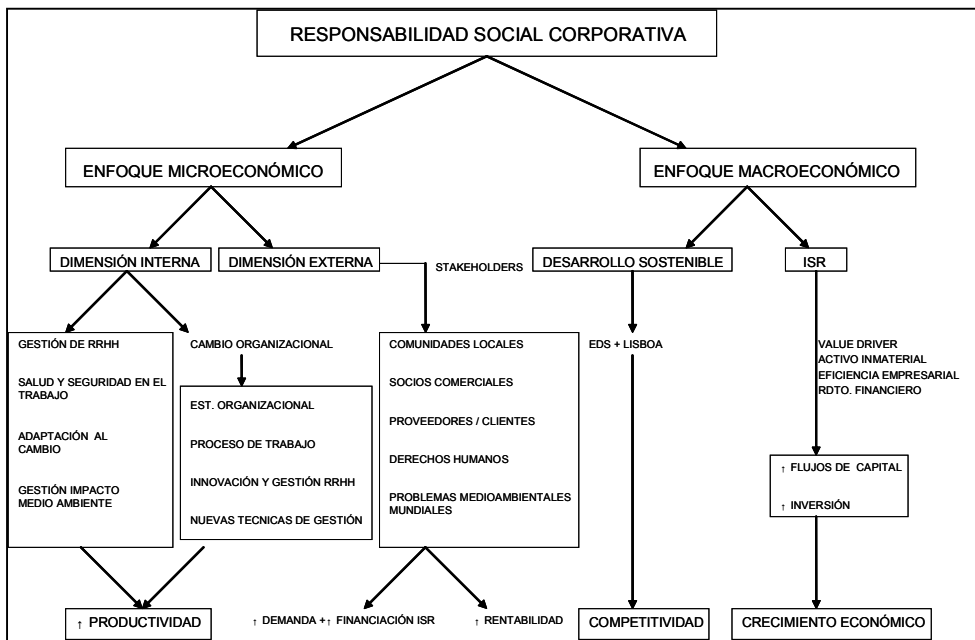 RESPONSABILIDAD SOCIAL CORPORATIVA
ENFOQUE MICROECONÓMICO
ENFOQUE MACROECONÓMICO
DIMENSIÓN INTERNA
DIMENSIÓN EXTERNA
STAKEHOLDERS
DESARROLLO SOSTENIBLE
ISR
GESTIÓN DE RRHH
SALUD Y SEGURIDAD EN EL
TRABAJO
ADAPTACIÓN AL
CAMBIO
GESTIÓN IMPACTO
MEDIO AMBIENTE
CAMBIO ORGANIZACIONAL
EST. ORGANIZACIONAL
PROCESO DE TRABAJO
INNOVACIÓN Y GESTIÓN RRHH
NUEVAS TECNICAS DE GESTIÓN
COMUNIDADES LOCALES
SOCIOS COMERCIALES
PROVEEDORES / CLIENTES
DERECHOS HUMANOS
PROBLEMAS MEDIOAMBIENTALES
MUNDIALES
EDS + LISBOA
VALUE DRIVER
ACTIVO INMATERIAL
EFICIENCIA EMPRESARIAL
RDTO. FINANCIERO
↑ FLUJOS DE CAPITAL
↑ INVERSIÓN
↑ PRODUCTIVIDAD
↑ DEMANDA +↑ FINANCIACIÓN ISR
↑ RENTABILIDAD
COMPETITIVIDAD
CRECIMIENTO ECONÓMICO